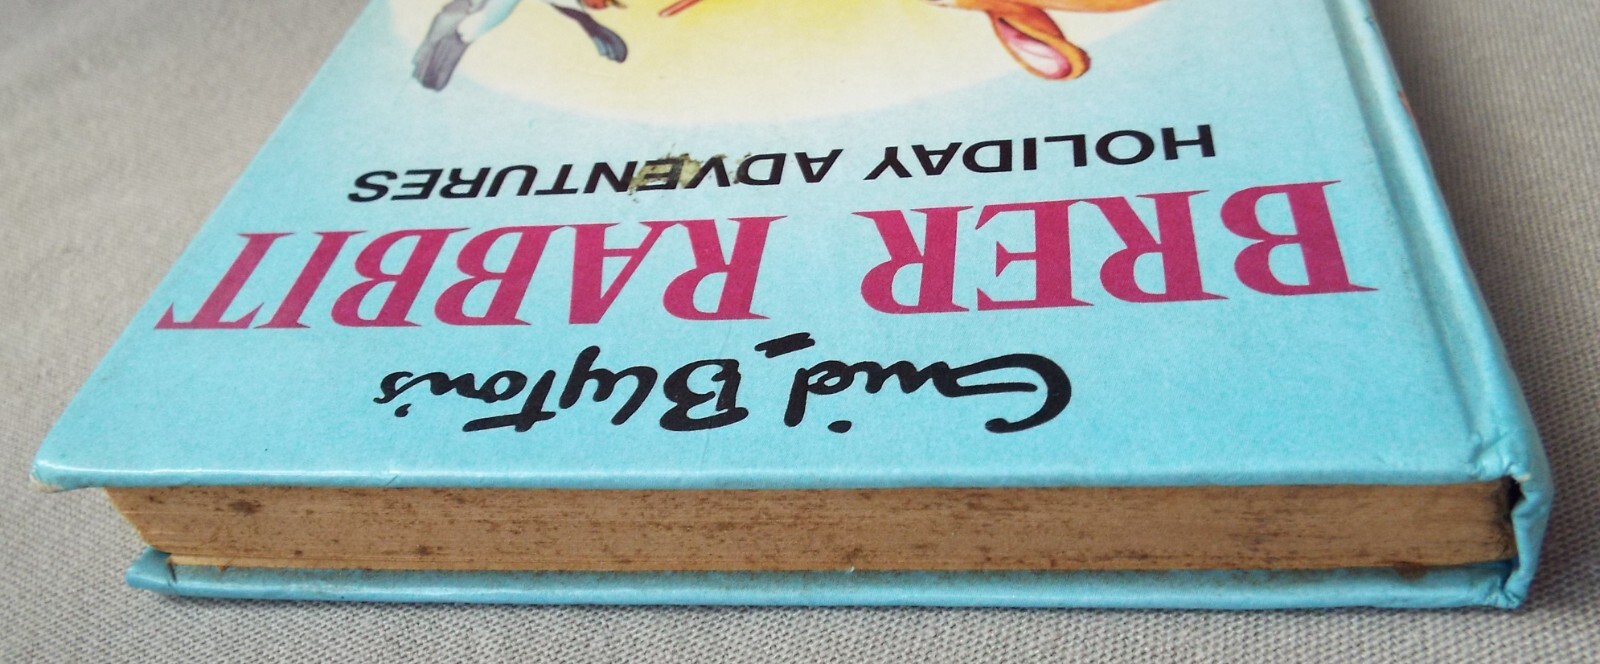 Enid Blyton's
BRER RABBIT
HOLIDAY ADVENTURES